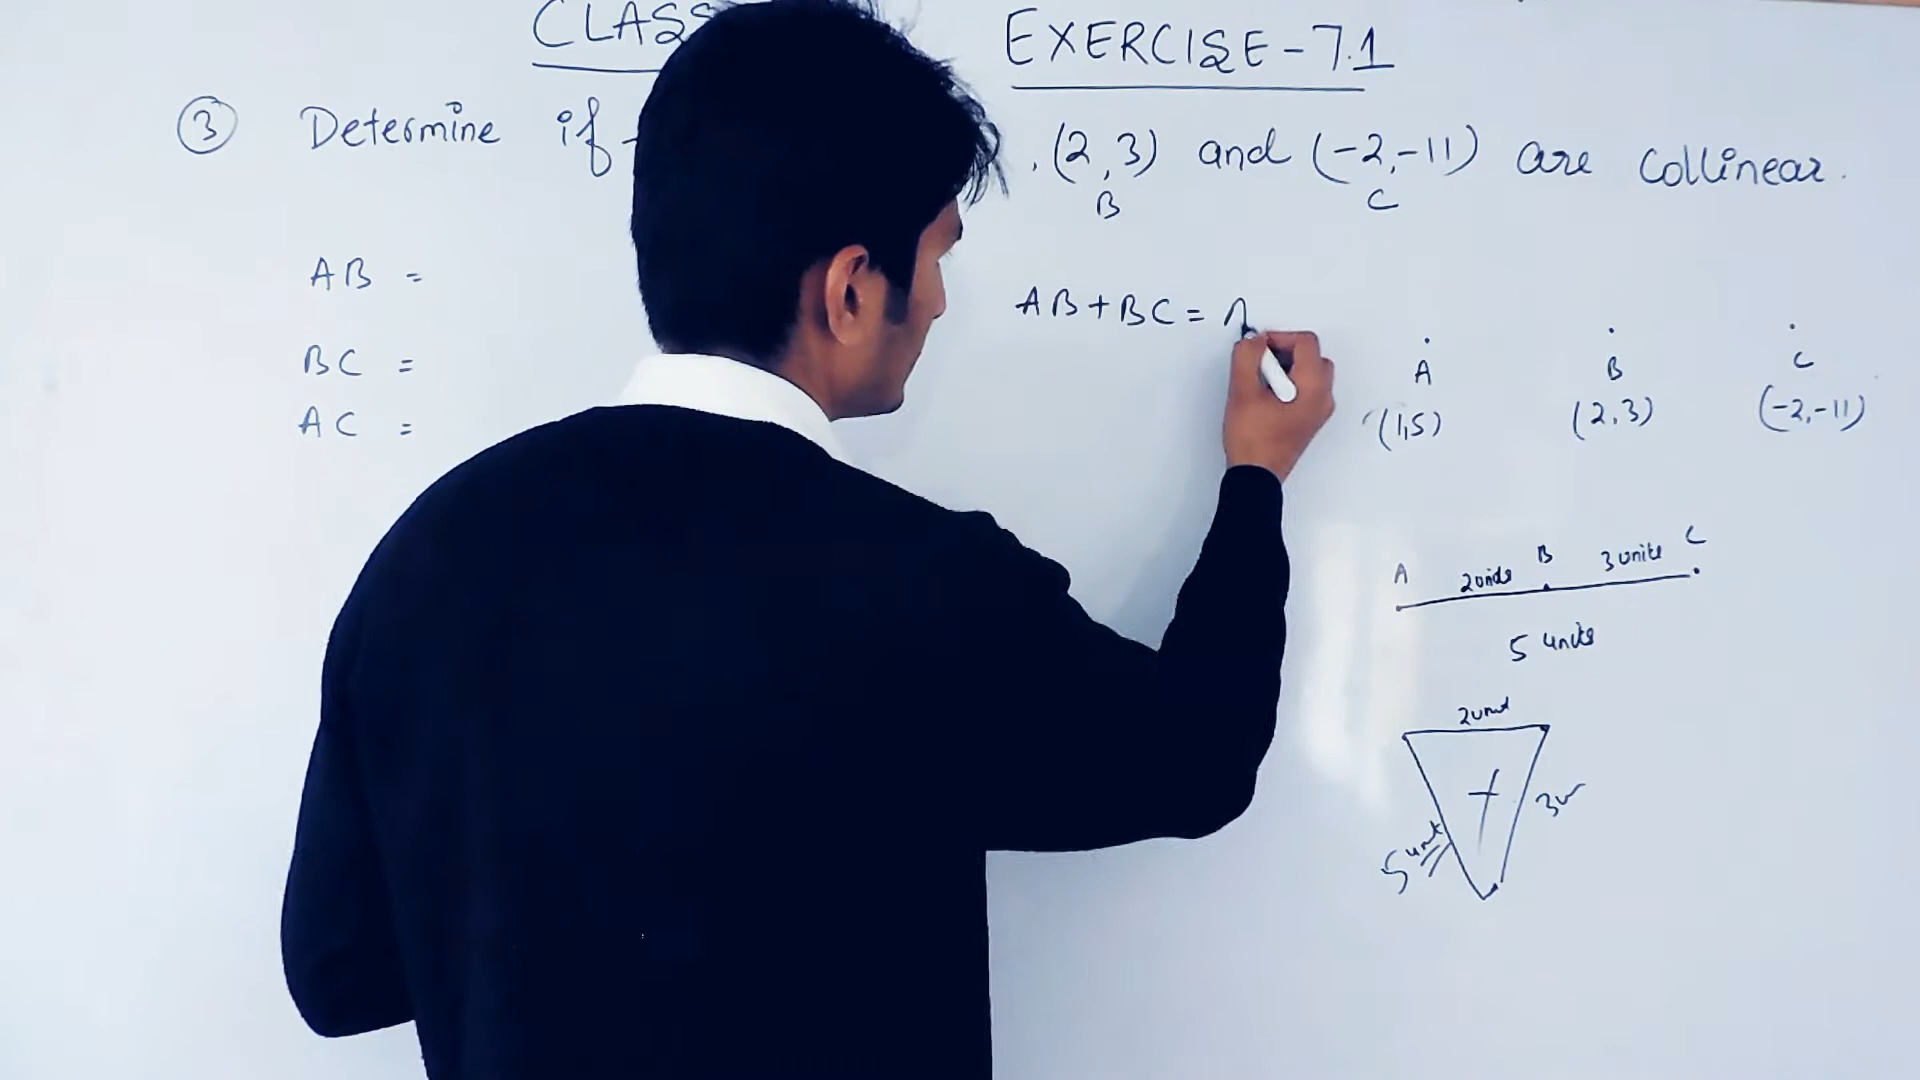 CLASS EXERCISE-7.1
3 Determine if , (2,3) and (-2,-11) are collinear.
B C
AB =
BC =
AC =
AB+BC = A
A B C
(1,5) (2,3) (-2,-11)
A 2units B 3units C
5 units
2unit
3u
5 unit